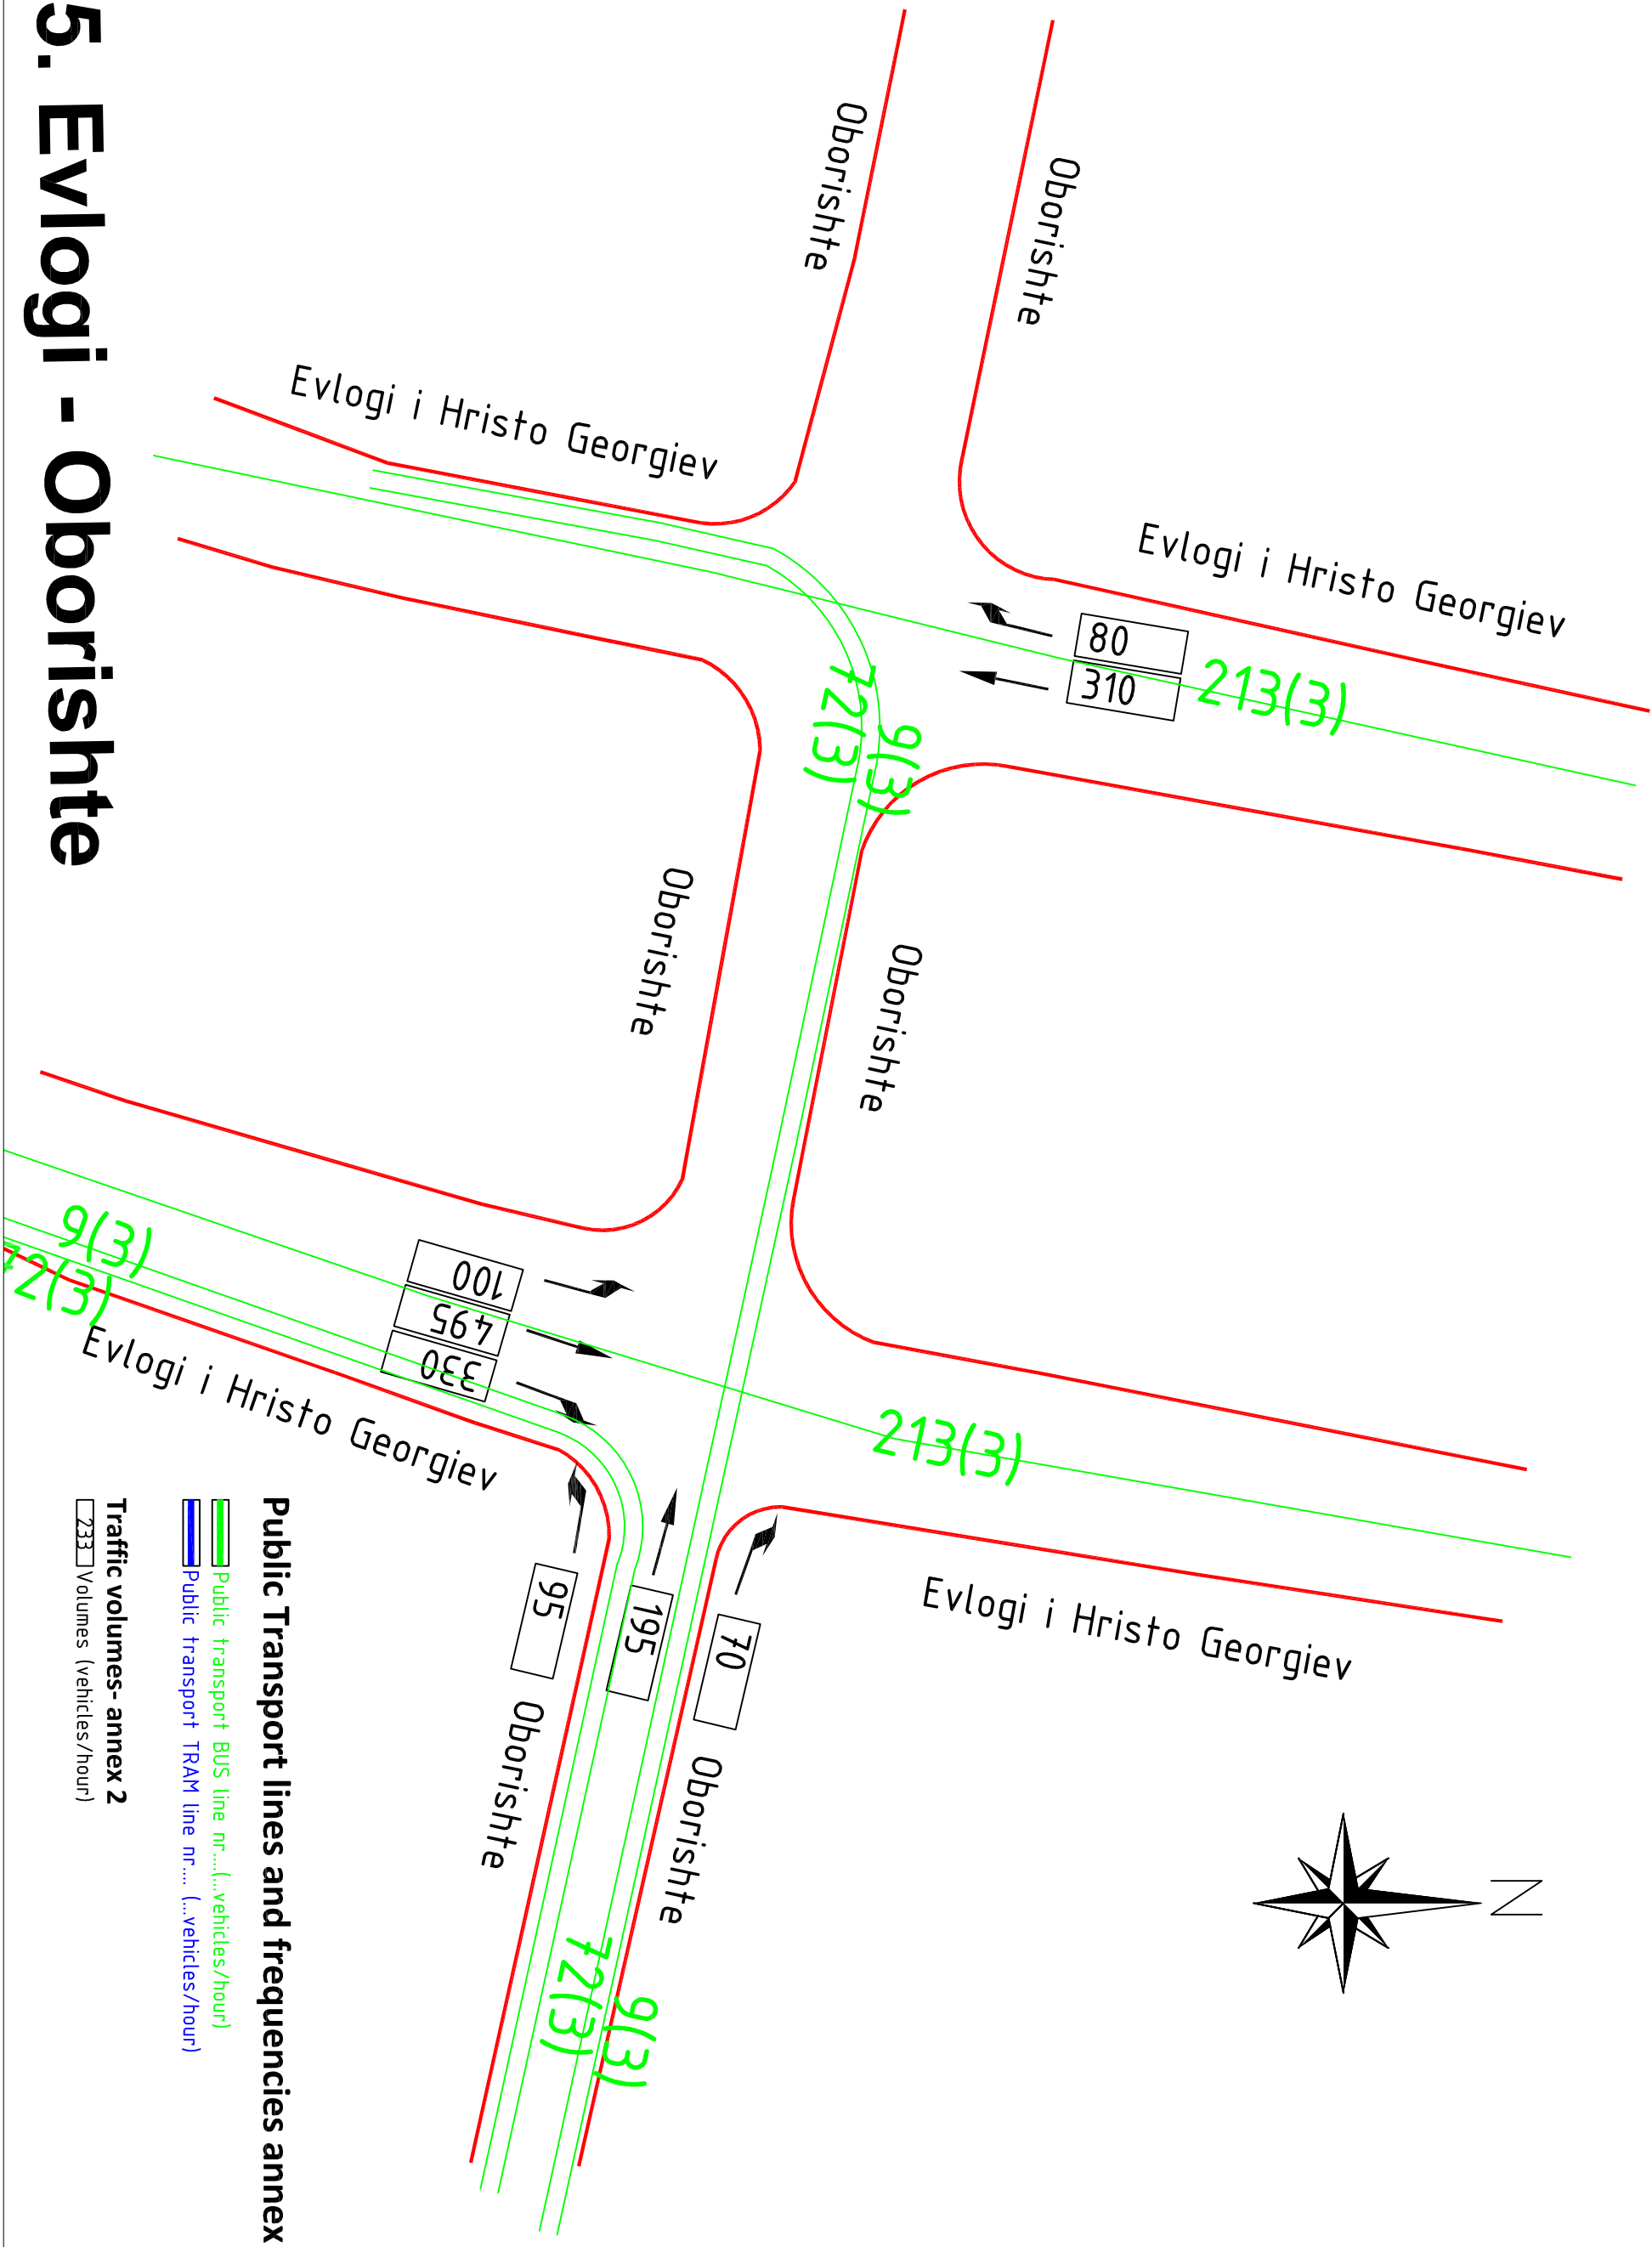 5. Evlogi - Oborishte
Oborishte
Oborishte
Evlogi i Hristo Georgiev
Evlogi i Hristo Georgiev
80
310
213(3)
72(3)
9(3)
Oborishte
Oborishte
9(3)
72(3)
100
495
330
Evlogi i Hristo Georgiev
213(3)
95
195
70
Evlogi i Hristo Georgiev
Oborishte
Oborishte
72(3)
9(3)
N
Public Transport lines and frequencies annex
Public transport BUS line nr....(...vehicles/hour)
Public transport TRAM line nr.... (...vehicles/hour)
Traffic volumes- annex 2
233 Volumes (vehicles/hour)